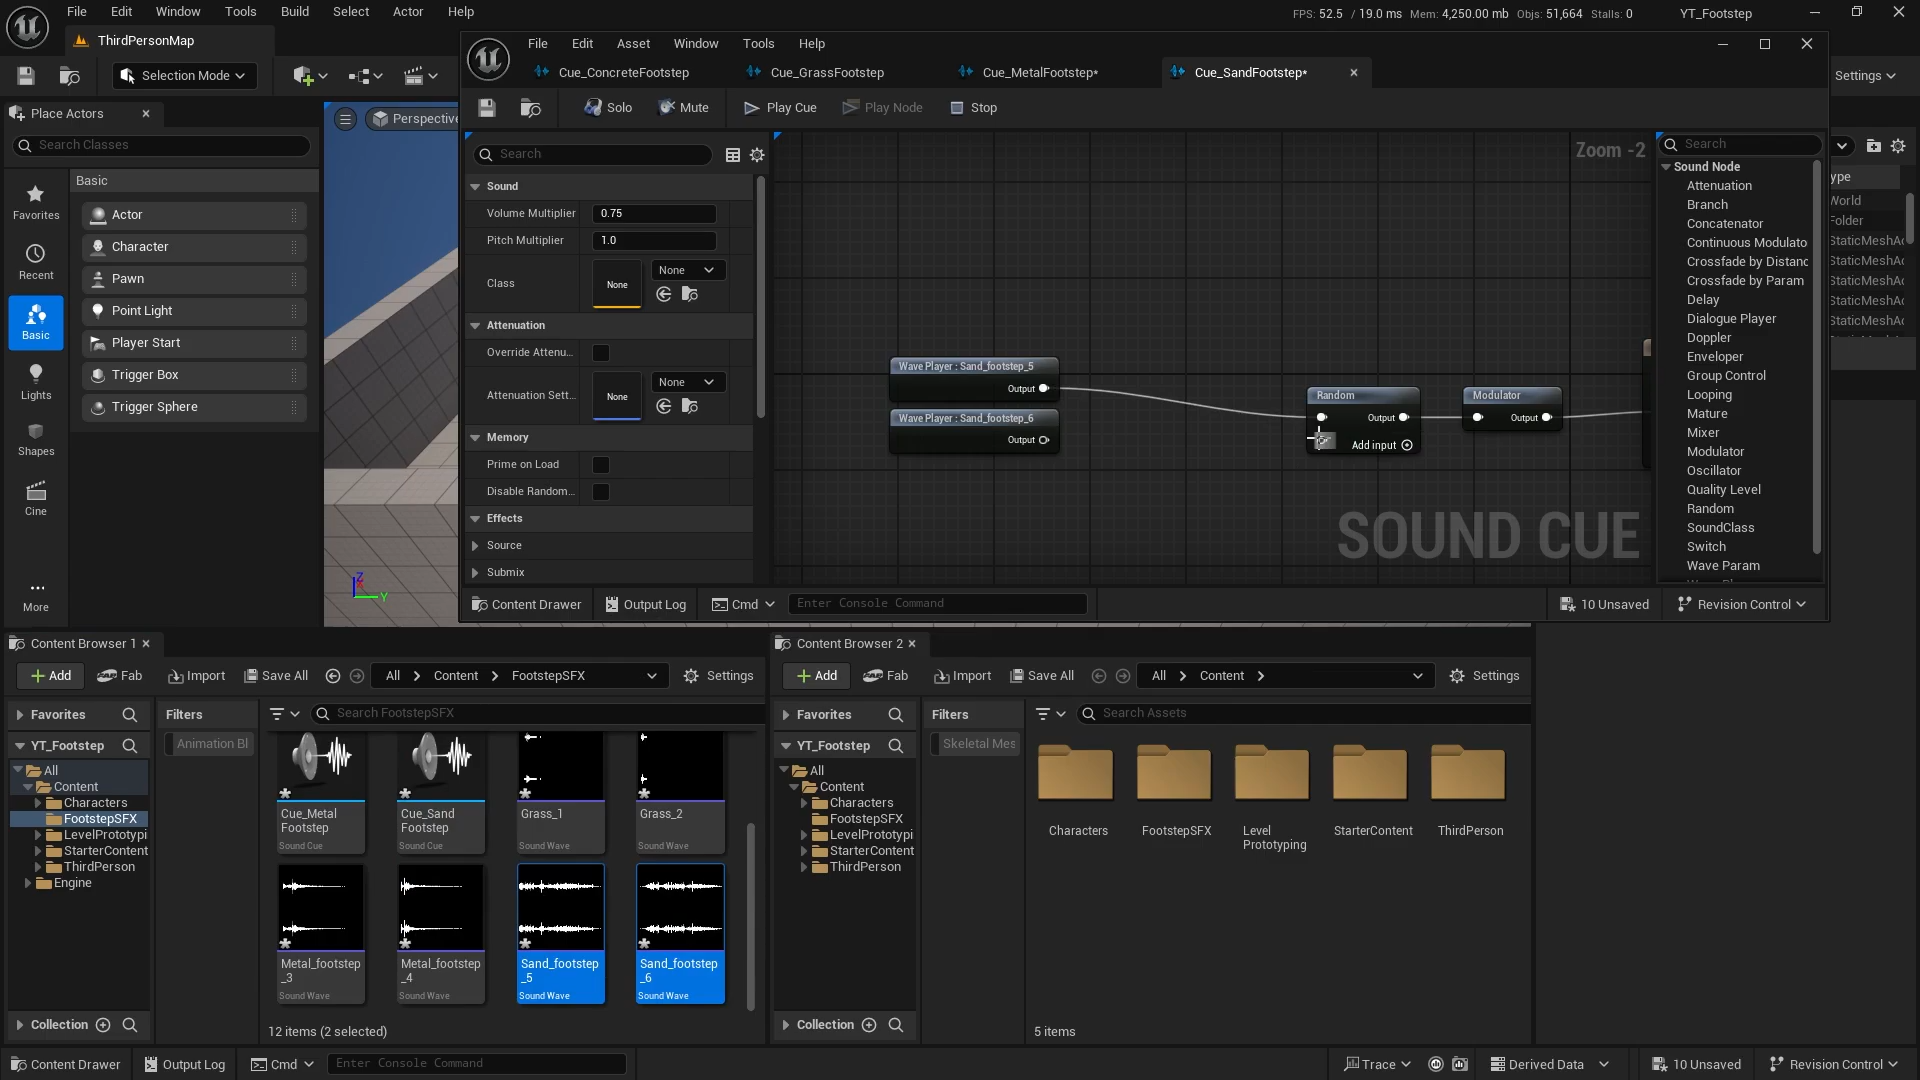 File Edit Window Tools Build Select Actor Help
FPS: 52.5 / 19.0 ms Mem: 4,250.00 mb Objs: 51,664 Stalls: 0
YT_Footstep
ThirdPersonMap
Selection Mode
Settings
Place Actors
Search Classes
Basic
Favorites
Recent
Basic
Lights
Shapes
Cine
More
Actor
Character
Pawn
Point Light
Player Start
Trigger Box
Trigger Sphere
Perspective
Z
Y
File Edit Asset Window Tools Help
Cue_ConcreteFootstep
Cue_GrassFootstep
Cue_MetalFootstep*
Cue_SandFootstep*
Solo Mute Play Cue Play Node Stop
Search
Sound
Volume Multiplier 0.75
Pitch Multiplier 1.0
Class None None
Attenuation
Override Attenu...
Attenuation Sett... None None
Memory
Prime on Load
Disable Random...
Effects
Source
Submix
Zoom -2
Wave Player : Sand_footstep_5
Output
Wave Player : Sand_footstep_6
Output
Random
Output
Add input
Modulator
Output
SOUND CUE
Search
Sound Node
Attenuation
Branch
Concatenator
Continuous Modulato
Crossfade by Distanc
Crossfade by Param
Delay
Dialogue Player
Doppler
Enveloper
Group Control
Looping
Mature
Mixer
Modulator
Oscillator
Quality Level
Random
SoundClass
Switch
Wave Param
ype
World
Folder
StaticMeshAc
StaticMeshAc
StaticMeshAc
StaticMeshAc
StaticMeshAc
Content Drawer Output Log Cmd Enter Console Command 10 Unsaved Revision Control
Content Browser 1
Add Fab Import Save All All Content FootstepSFX Settings
Favorites
Filters
Search FootstepSFX
YT_Footstep
Animation Bl
All
Content
Characters
FootstepSFX
LevelPrototypi
StarterContent
ThirdPerson
Engine
Collection
Cue_Metal
Footstep
Sound Cue
Cue_Sand
Footstep
Sound Cue
Grass_1
Sound Wave
Grass_2
Sound Wave
Metal_footstep
_3
Sound Wave
Metal_footstep
_4
Sound Wave
Sand_footstep
_5
Sound Wave
Sand_footstep
_6
Sound Wave
12 items (2 selected)
Content Browser 2
Add Fab Import Save All All Content Settings
Favorites
Filters
Search Assets
YT_Footstep
Skeletal Mes
All
Content
Characters
FootstepSFX
LevelPrototypi
StarterContent
ThirdPerson
Collection
Characters
FootstepSFX
Level
Prototyping
StarterContent
ThirdPerson
5 items
Content Drawer Output Log Cmd Enter Console Command Trace Derived Data 10 Unsaved Revision Control